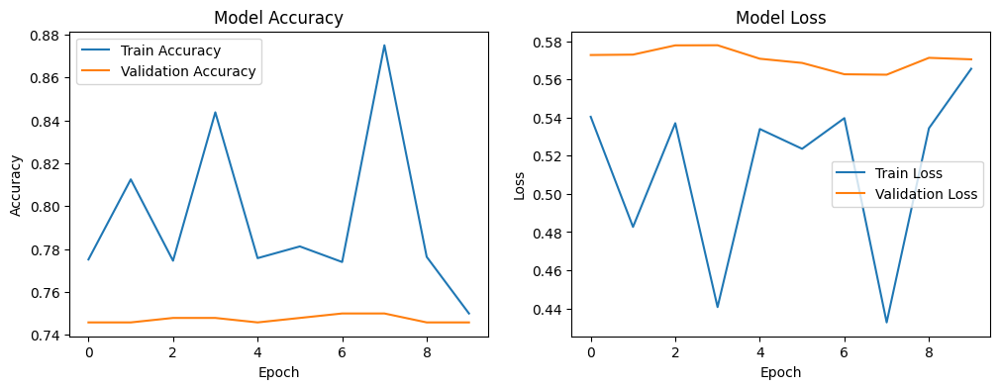 Model Accuracy
Train Accuracy
Validation Accuracy
0.88
0.86
0.84
0.82
0.80
0.78
0.76
0.74
Accuracy
0
2
4
6
8
Epoch
Model Loss
Train Loss
Validation Loss
0.58
0.56
0.54
0.52
0.50
0.48
0.46
0.44
Loss
0
2
4
6
8
Epoch